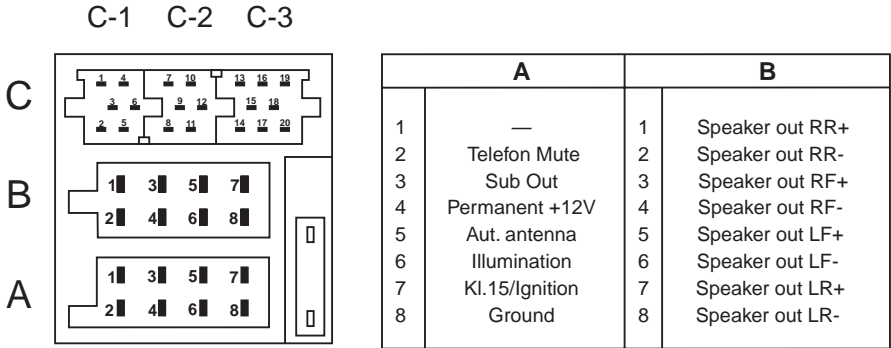 C-1 C-2 C-3
C
1 4 7 10 13 16 19
3 6 9 12 15 18
2 5 8 11 14 17 20
B
1 3 5 7
2 4 6 8
A
1 3 5 7
2 4 6 8
A B
1 — 1 Speaker out RR+
2 Telefon Mute 2 Speaker out RR-
3 Sub Out 3 Speaker out RF+
4 Permanent +12V 4 Speaker out RF-
5 Aut. antenna 5 Speaker out LF+
6 Illumination 6 Speaker out LF-
7 Kl.15/Ignition 7 Speaker out LR+
8 Ground 8 Speaker out LR-